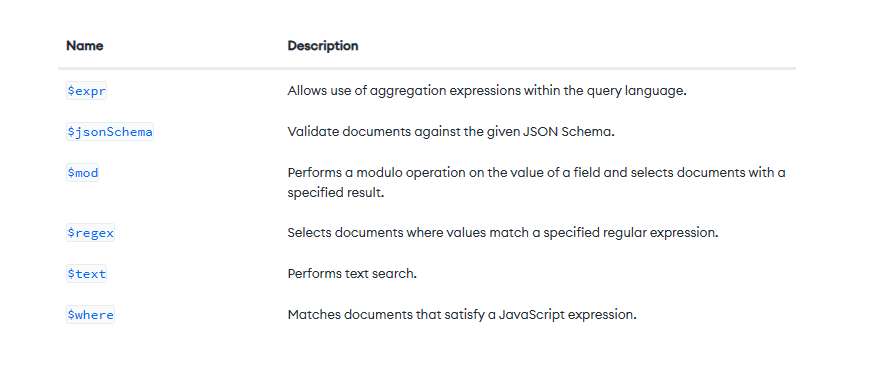 Name Description
$expr Allows use of aggregation expressions within the query language.
$jsonSchema Validate documents against the given JSON Schema.
$mod Performs a modulo operation on the value of a field and selects documents with a
specified result.
$regex Selects documents where values match a specified regular expression.
$text Performs text search.
$where Matches documents that satisfy a JavaScript expression.